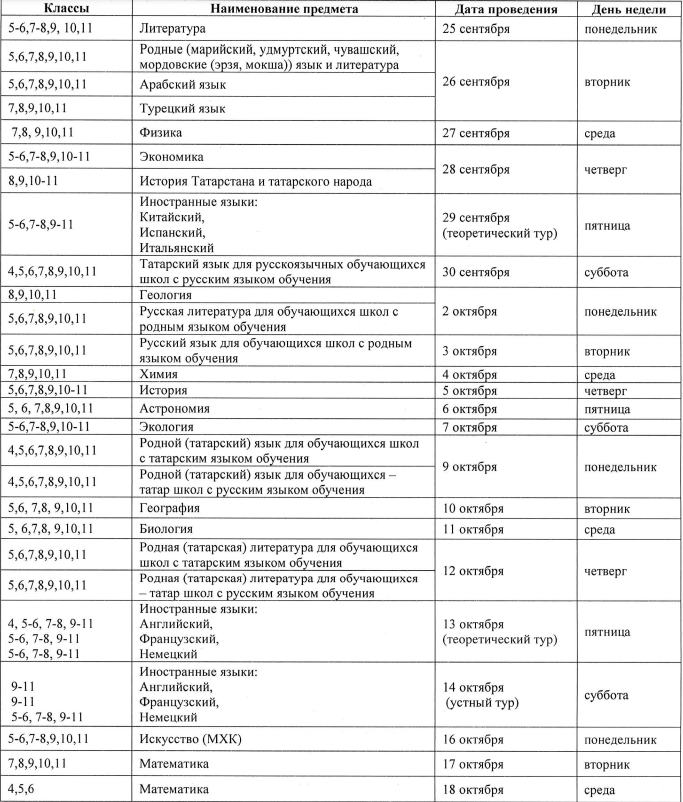 Классы Наименование предмета Дата проведения День недели
5-6,7-8,9, 10,11 Литература 25 сентября понедельник
5,6,7,8,9,10,11 Родные (марийский, удмуртский, чувашский,
мордовские (эрзя, мокша)) язык и литература
26 сентября вторник
5,6,7,8,9,10,11 Арабский язык
7,8,9,10,11 Турецкий язык
7,8, 9,10,11 Физика 27 сентября среда
5-6,7-8,9,10-11 Экономика
28 сентября четверг
8,9,10-11 История Татарстана и татарского народа
Иностранные языки:
Китайский,
Испанский,
Итальянский
5-6,7-8,9-11
29 сентября
(теоретический тур)
пятница
4,5,6,7,8,9,10,11 Татарский язык для русскоязычных обучающихся
школ с русским языком обучения
30 сентября суббота
8,9,10,11 Геология
2 октября понедельник
5,6,7,8,9,10,11 Русская литература для обучающихся школ с
родным языком обучения
5,6,7,8,9,10,11 Русский язык для обучающихся школ с родным
языком обучения
3 октября вторник
7,8,9,10,11 Химия 4 октября среда
5,6,7,8,9,10-11 История 5 октября четверг
5, 6, 7,8,9,10,11 Астрономия 6 октября пятница
5-6,7-8,9,10-11 Экология 7 октября суббота
4,5,6,7,8,9,10,11 Родной (татарский) язык для обучающихся школ
с татарским языком обучения
9 октября понедельник
4,5,6,7,8,9,10,11 Родной (татарский) язык для обучающихся –
татар школ с русским языком обучения
5,6, 7,8, 9,10,11 География 10 октября вторник
5, 6,7,8, 9,10,11 Биология 11 октября среда
5,6,7,8,9,10,11 Родная (татарская) литература для обучающихся
школ с татарским языком обучения
12 октября четверг
5,6,7,8,9,10,11 Родная (татарская) литература для обучающихся
– татар школ с русским языком обучения
Иностранные языки:
4, 5-6, 7-8, 9-11 Английский,
5-6, 7-8, 9-11 Французский,
5-6, 7-8, 9-11 Немецкий
13 октября
(теоретический тур)
пятница
Иностранные языки:
9-11 Английский,
9-11 Французский,
5-6, 7-8, 9-11 Немецкий
14 октября
(устный тур)
суббота
5-6,7-8,9,10,11 Искусство (МХК) 16 октября понедельник
7,8,9,10,11 Математика 17 октября вторник
4,5,6 Математика 18 октября среда